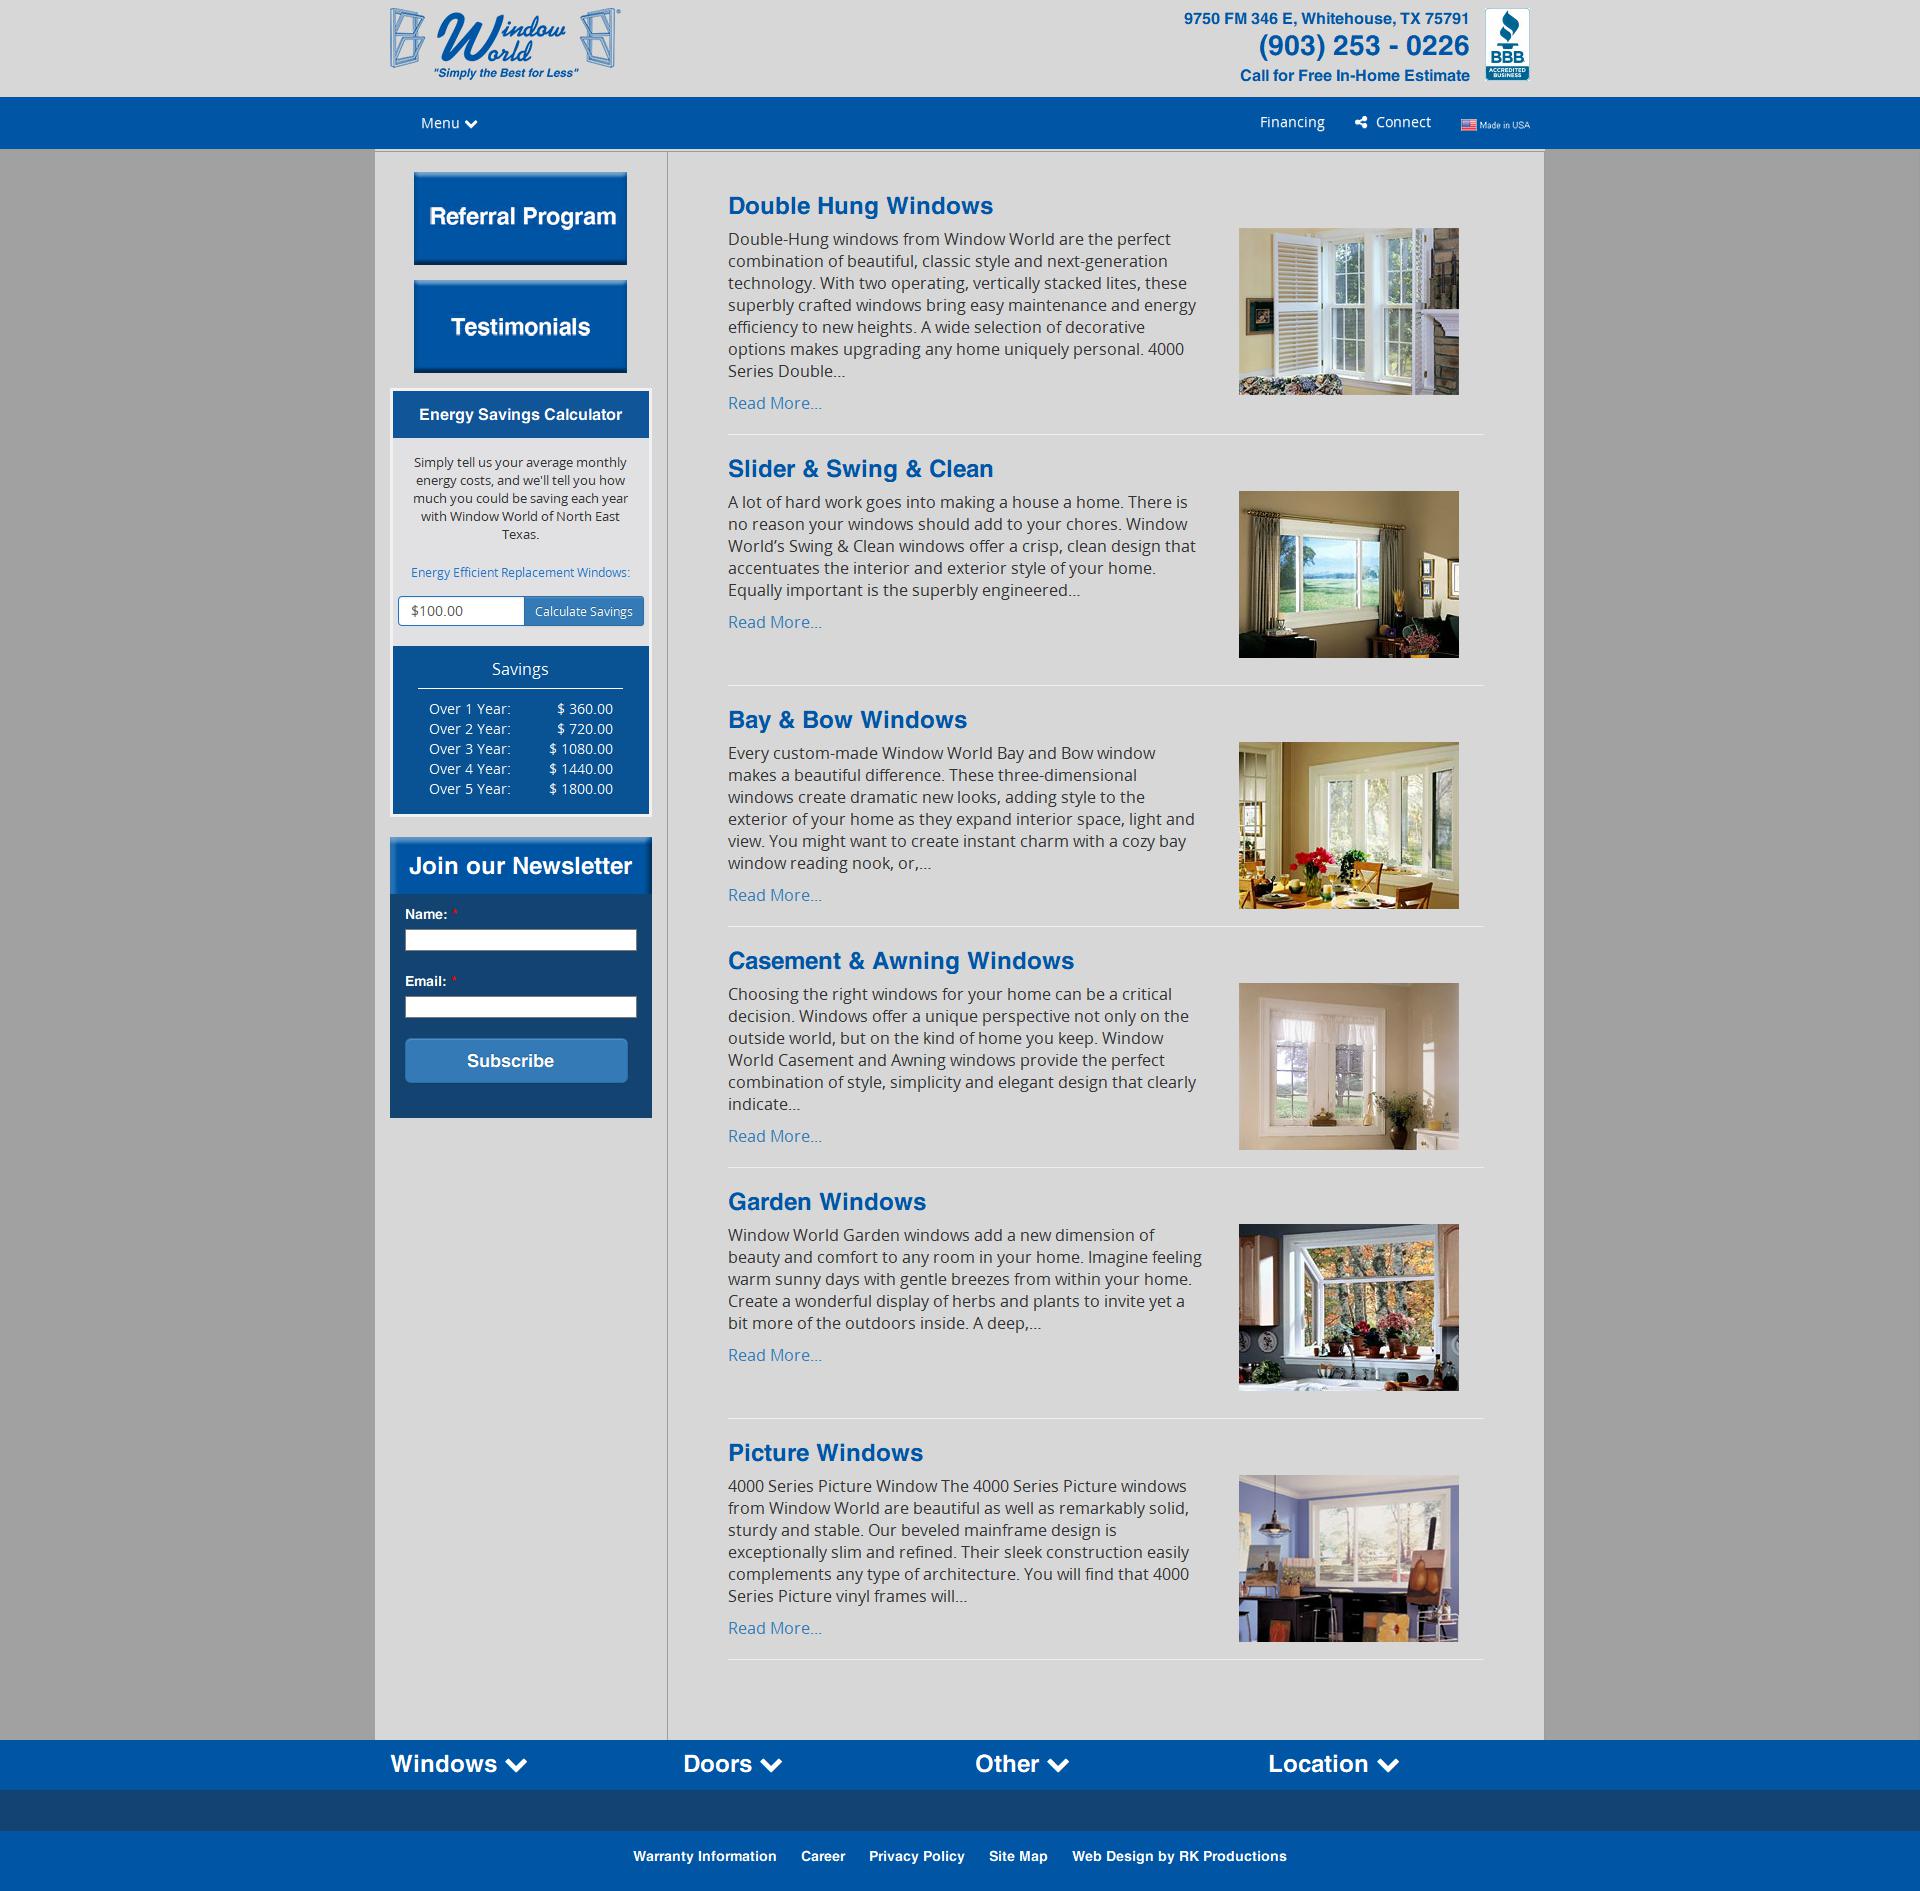 Window World
"Simply the Best for Less"
9750 FM 346 E, Whitehouse, TX 75791
(903) 253 - 0226
Call for Free In-Home Estimate
BBB
ACCREDITED
BUSINESS
Menu
Financing
Connect
Made in USA
Referral Program
Testimonials
Energy Savings Calculator
Simply tell us your average monthly
energy costs, and we'll tell you how
much you could be saving each year
with Window World of North East
Texas.
Energy Efficient Replacement Windows:
$100.00 Calculate Savings
Savings
Over 1 Year: $ 360.00
Over 2 Year: $ 720.00
Over 3 Year: $ 1080.00
Over 4 Year: $ 1440.00
Over 5 Year: $ 1800.00
Join our Newsletter
Name: *
Email: *
Subscribe
Double Hung Windows
Double-Hung windows from Window World are the perfect
combination of beautiful, classic style and next-generation
technology. With two operating, vertically stacked lites, these
superbly crafted windows bring easy maintenance and energy
efficiency to new heights. A wide selection of decorative
options makes upgrading any home uniquely personal. 4000
Series Double...
Read More...
Slider & Swing & Clean
A lot of hard work goes into making a house a home. There is
no reason your windows should add to your chores. Window
World’s Swing & Clean windows offer a crisp, clean design that
accentuates the interior and exterior style of your home.
Equally important is the superbly engineered...
Read More...
Bay & Bow Windows
Every custom-made Window World Bay and Bow window
makes a beautiful difference. These three-dimensional
windows create dramatic new looks, adding style to the
exterior of your home as they expand interior space, light and
view. You might want to create instant charm with a cozy bay
window reading nook, or,...
Read More...
Casement & Awning Windows
Choosing the right windows for your home can be a critical
decision. Windows offer a unique perspective not only on the
outside world, but on the kind of home you keep. Window
World Casement and Awning windows provide the perfect
combination of style, simplicity and elegant design that clearly
indicate...
Read More...
Garden Windows
Window World Garden windows add a new dimension of
beauty and comfort to any room in your home. Imagine feeling
warm sunny days with gentle breezes from within your home.
Create a wonderful display of herbs and plants to invite yet a
bit more of the outdoors inside. A deep,...
Read More...
Picture Windows
4000 Series Picture Window The 4000 Series Picture windows
from Window World are beautiful as well as remarkably solid,
sturdy and stable. Our beveled mainframe design is
exceptionally slim and refined. Their sleek construction easily
complements any type of architecture. You will find that 4000
Series Picture vinyl frames will...
Read More...
Windows Doors Other Location
Warranty Information Career Privacy Policy Site Map Web Design by RK Productions